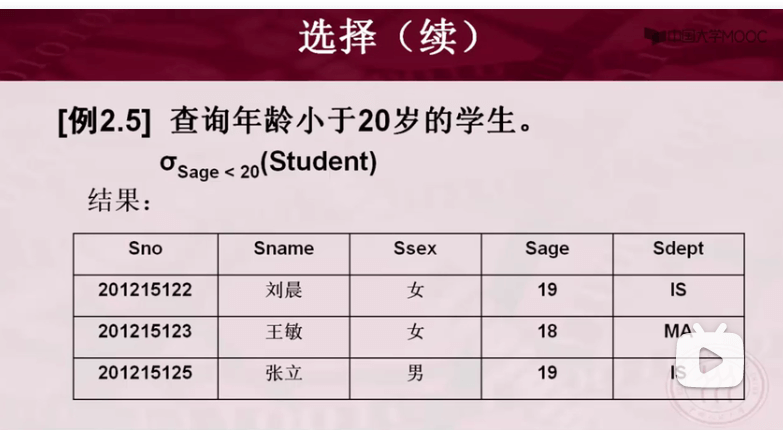 选择（续）
中国大学MOOC
[例2.5] 查询年龄小于20岁的学生。
σSage < 20(Student)
结果：
Sno Sname Ssex Sage Sdept
201215122 刘晨 女 19 IS
201215123 王敏 女 18 MA
201215125 张立 男 19 IS